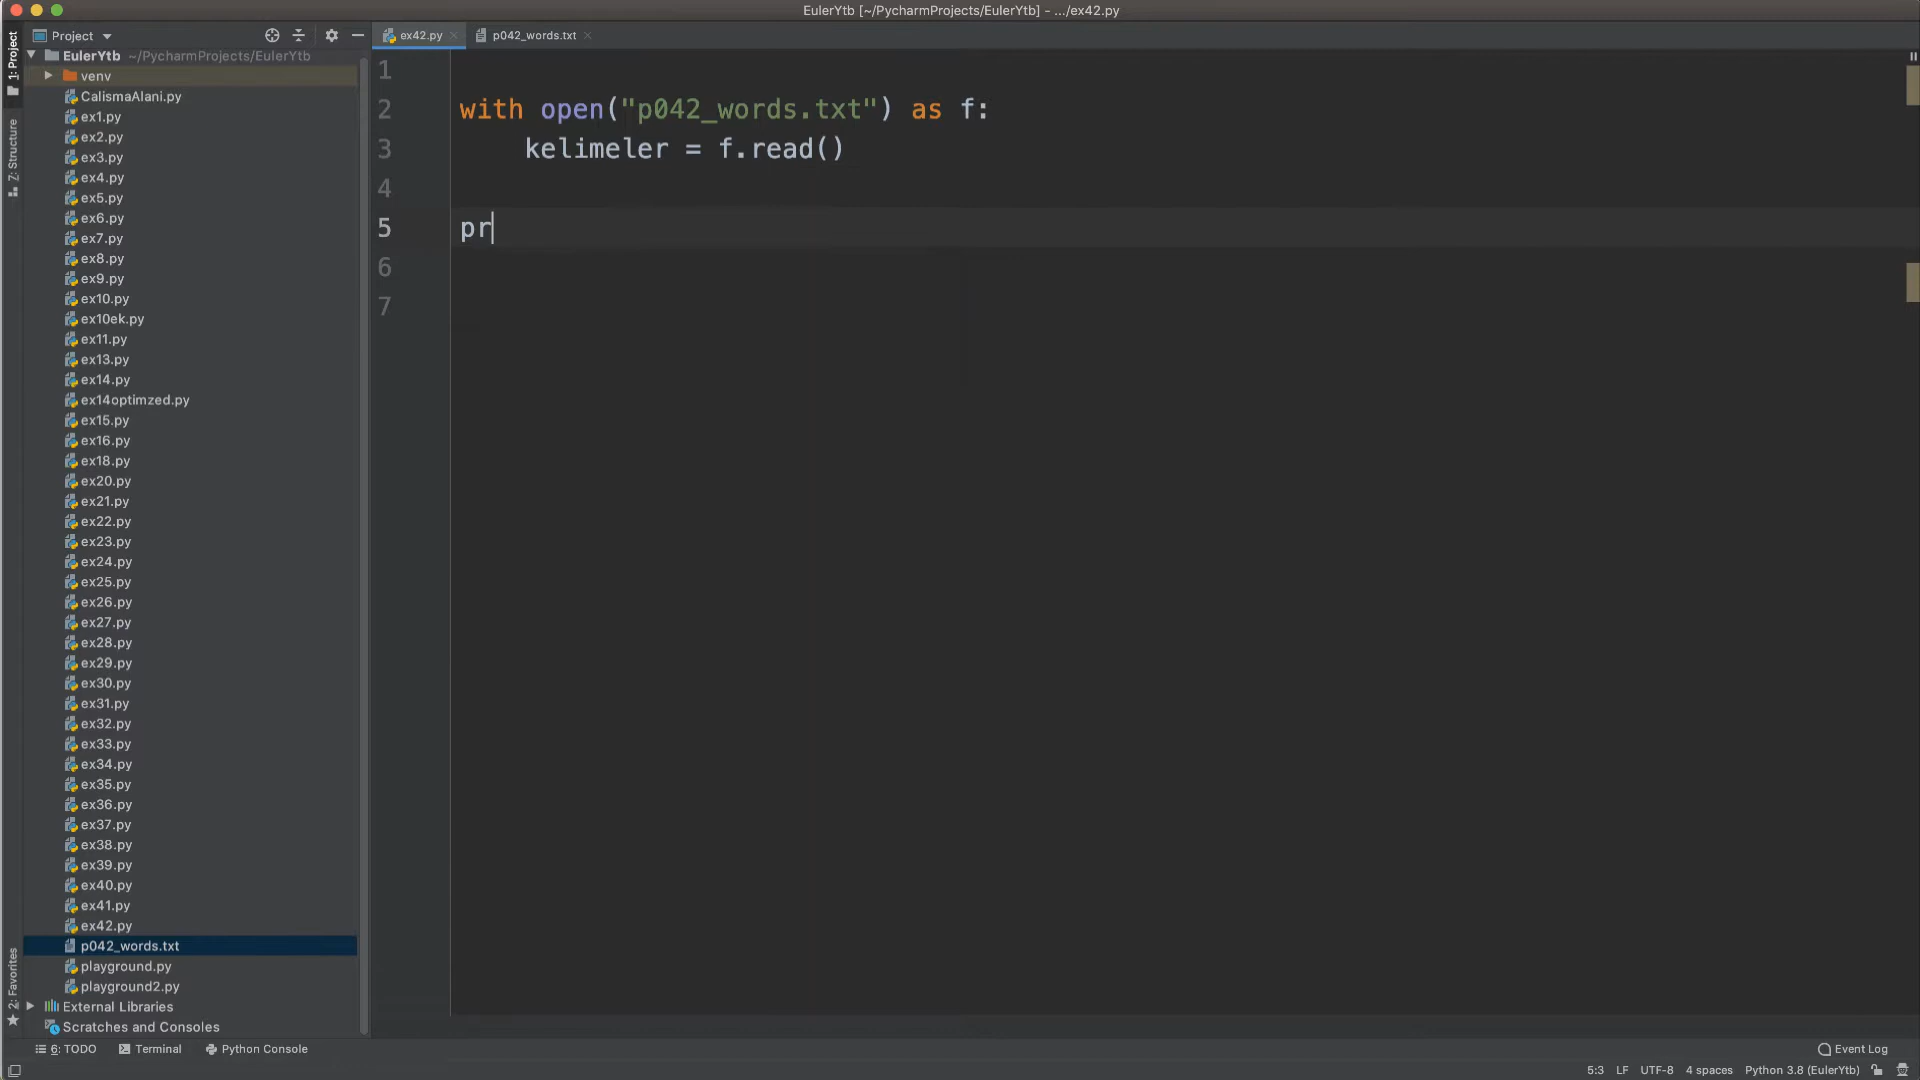 EulerYtb [~/PycharmProjects/EulerYtb] - .../ex42.py
Project
ex42.py
p042_words.txt
1: Project
Z: Structure
2: Favorites
EulerYtb ~/PycharmProjects/EulerYtb
venv
CalismaAlani.py
ex1.py
ex2.py
ex3.py
ex4.py
ex5.py
ex6.py
ex7.py
ex8.py
ex9.py
ex10.py
ex10ek.py
ex11.py
ex13.py
ex14.py
ex14optimzed.py
ex15.py
ex16.py
ex18.py
ex20.py
ex21.py
ex22.py
ex23.py
ex24.py
ex25.py
ex26.py
ex27.py
ex28.py
ex29.py
ex30.py
ex31.py
ex32.py
ex33.py
ex34.py
ex35.py
ex36.py
ex37.py
ex38.py
ex39.py
ex40.py
ex41.py
ex42.py
p042_words.txt
playground.py
playground2.py
External Libraries
Scratches and Consoles
1
2 with open("p042_words.txt") as f:
3 kelimeler = f.read()
4
5 pr
6
7
6: TODO Terminal Python Console Event Log
5:3 LF UTF-8 4 spaces Python 3.8 (EulerYtb)